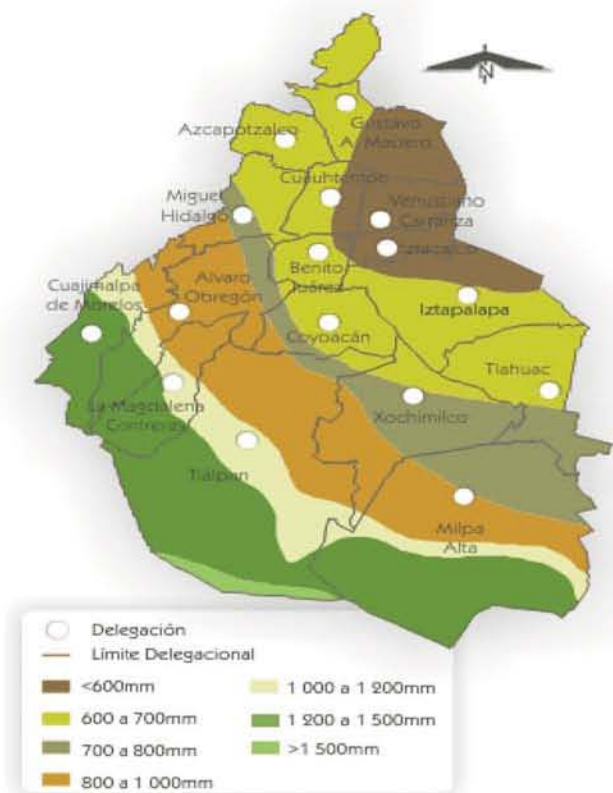 N
Gustavo
A. Madero
Azcapotzalco
Cuauhtémoc
Miguel
Hidalgo
Venustiano
Carranza
Iztacalco
Benito
Juárez
Cuajimalpa
de Morelos
Alvaro
Obregón
Iztapalapa
Coyoacán
Tlahuac
La Magdalena
Contreras
Xochimilco
Tlalpan
Milpa
Alta
Delegación
Límite Delegacional
<600mm
1 000 a 1 200mm
600 a 700mm
1 200 a 1 500mm
700 a 800mm
>1 500mm
800 a 1 000mm